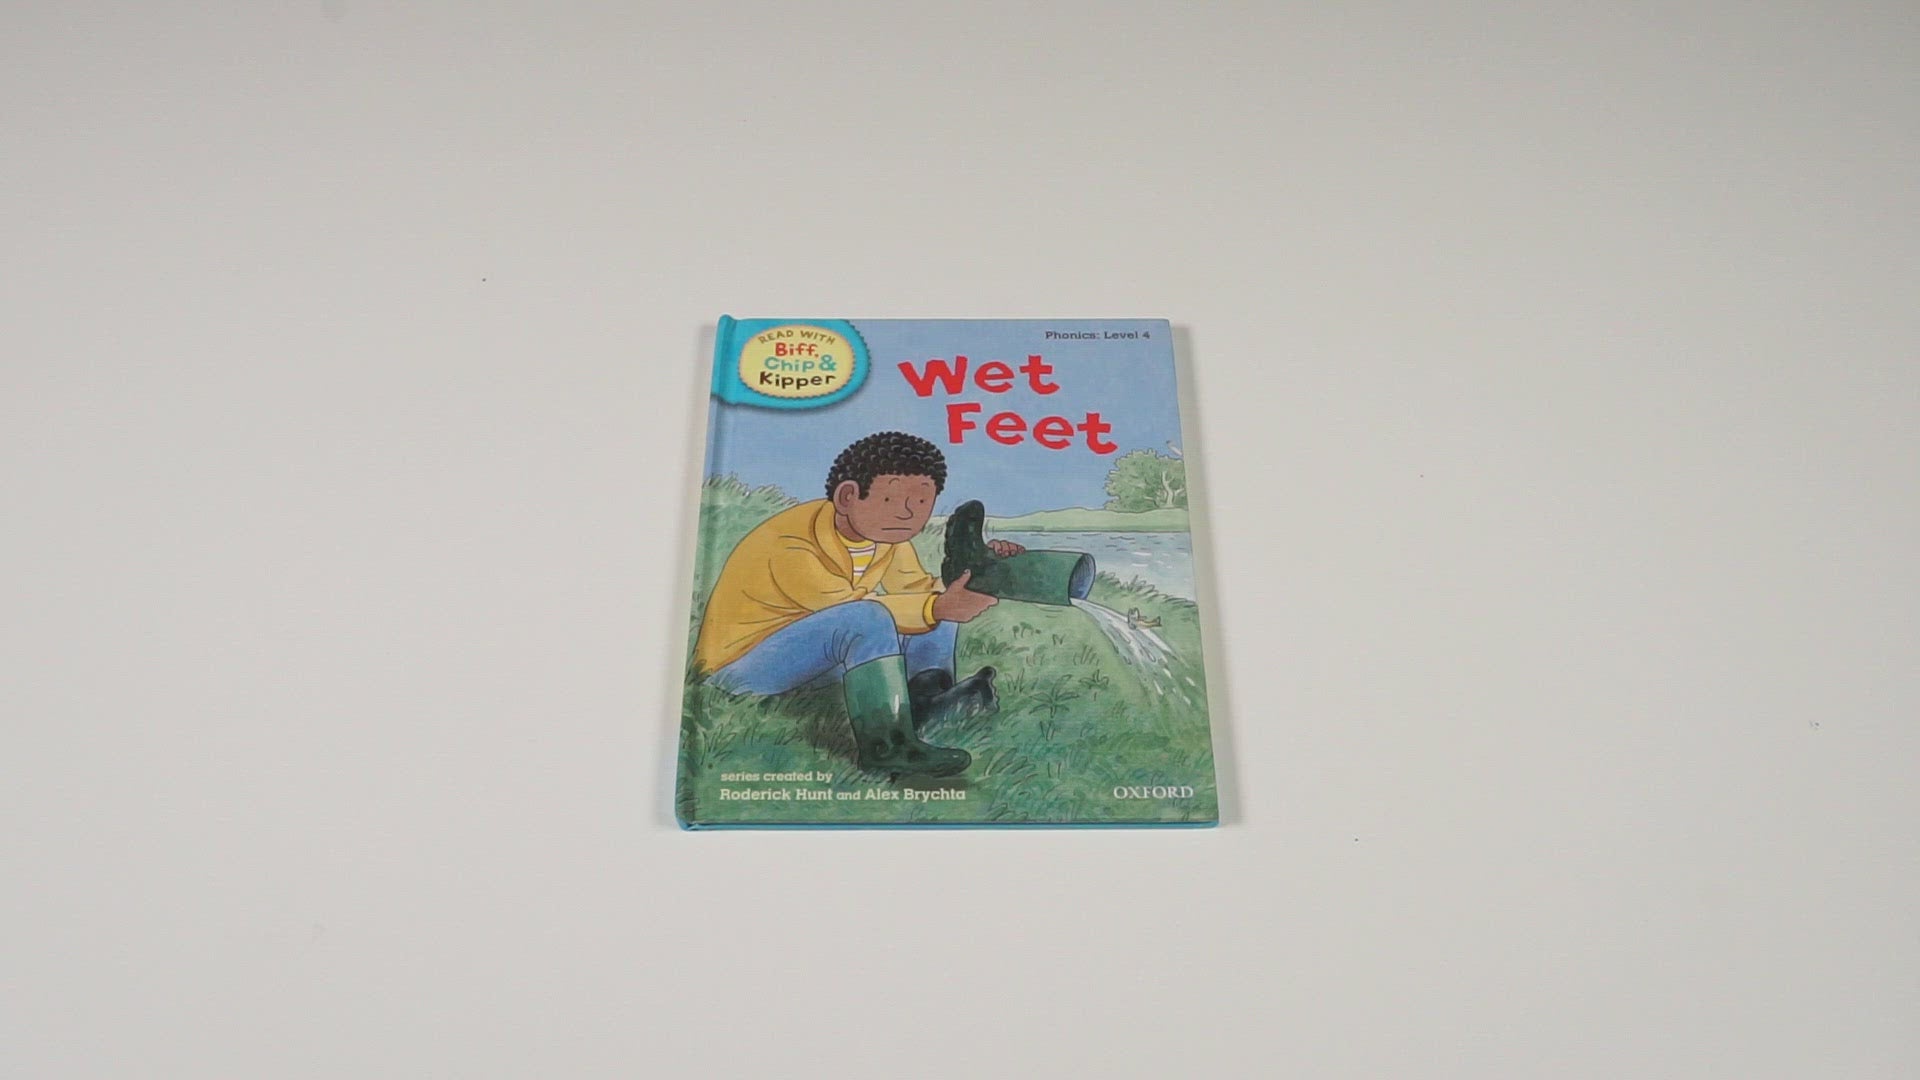 READ WITH
Biff,
Chip &
Kipper
Phonics: Level 4
Wet
Feet
series created by
Roderick Hunt and Alex Brychta
OXFORD